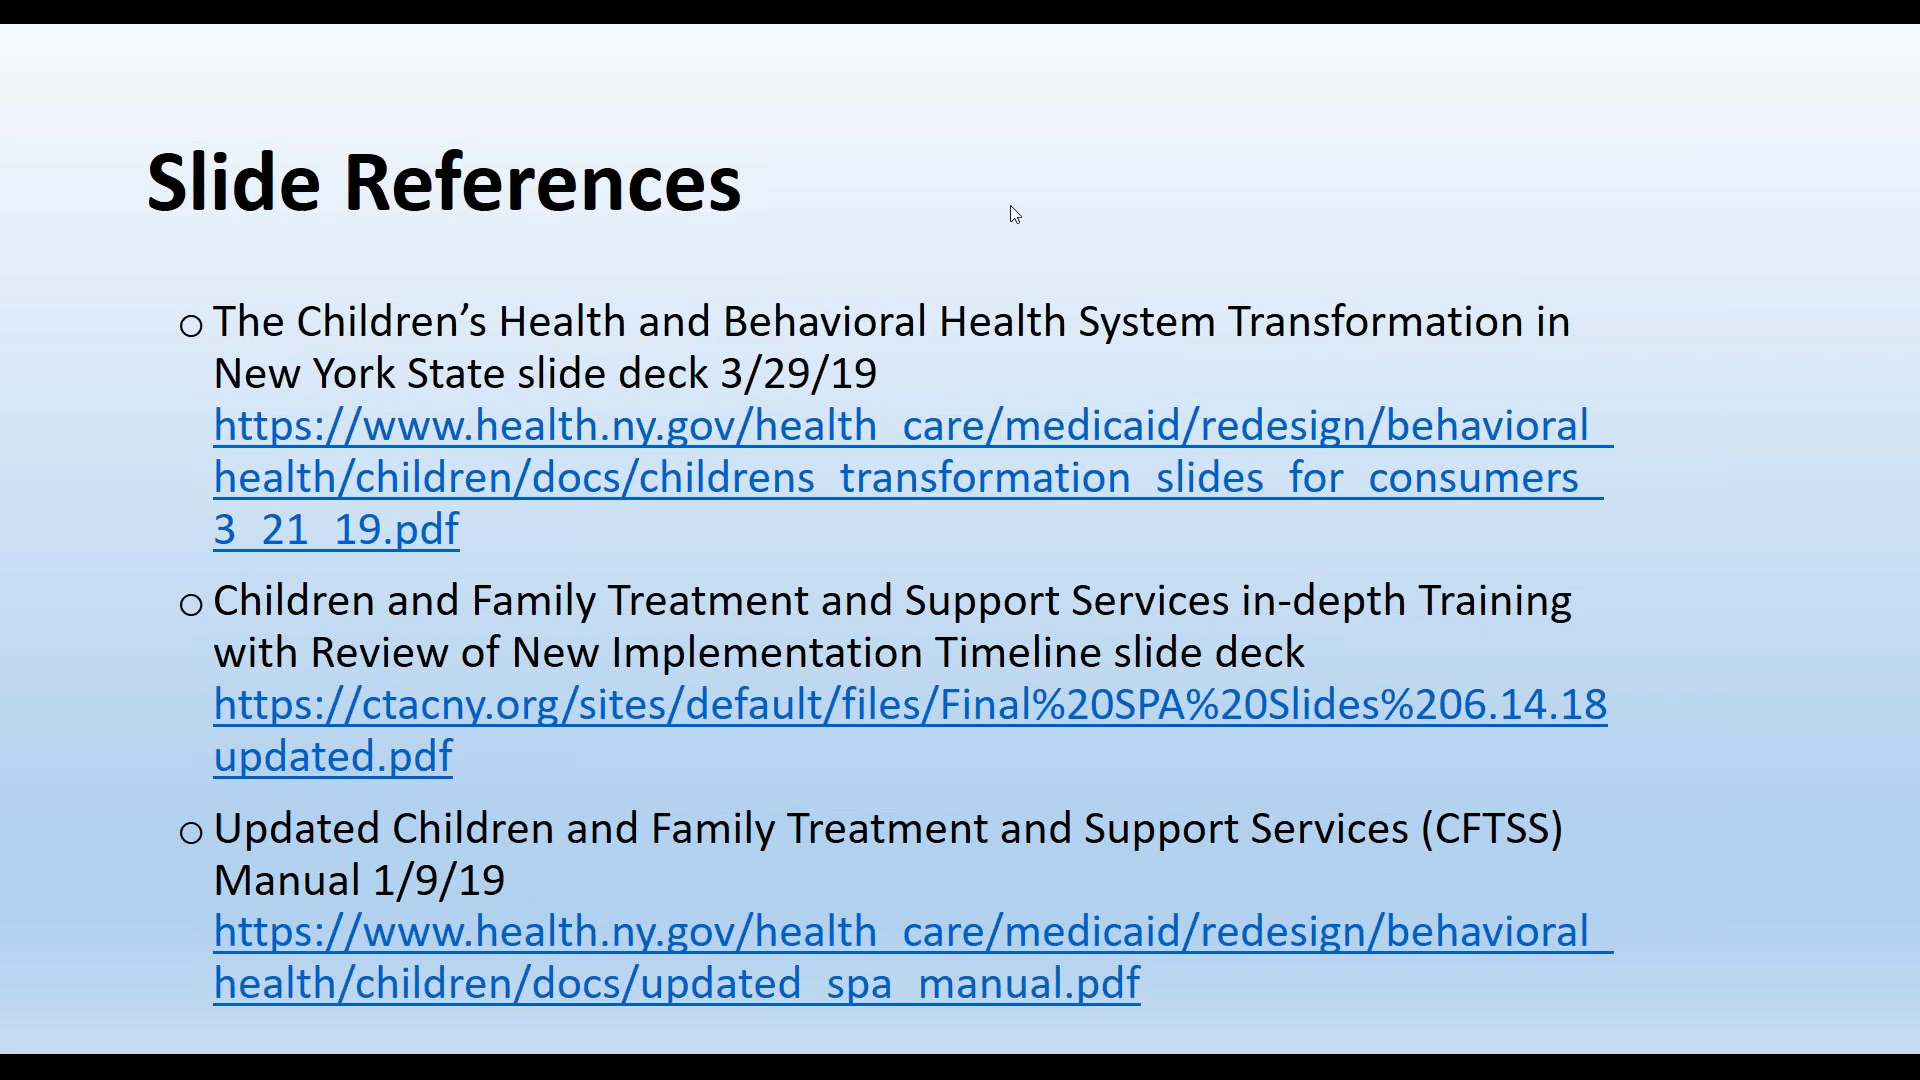 Slide References
○ The Children’s Health and Behavioral Health System Transformation in
New York State slide deck 3/29/19
https://www.health.ny.gov/health_care/medicaid/redesign/behavioral_
health/children/docs/childrens_transformation_slides_for_consumers_
3_21_19.pdf
○ Children and Family Treatment and Support Services in-depth Training
with Review of New Implementation Timeline slide deck
https://ctacny.org/sites/default/files/Final%20SPA%20Slides%206.14.18
updated.pdf
○ Updated Children and Family Treatment and Support Services (CFTSS)
Manual 1/9/19
https://www.health.ny.gov/health_care/medicaid/redesign/behavioral_
health/children/docs/updated_spa_manual.pdf